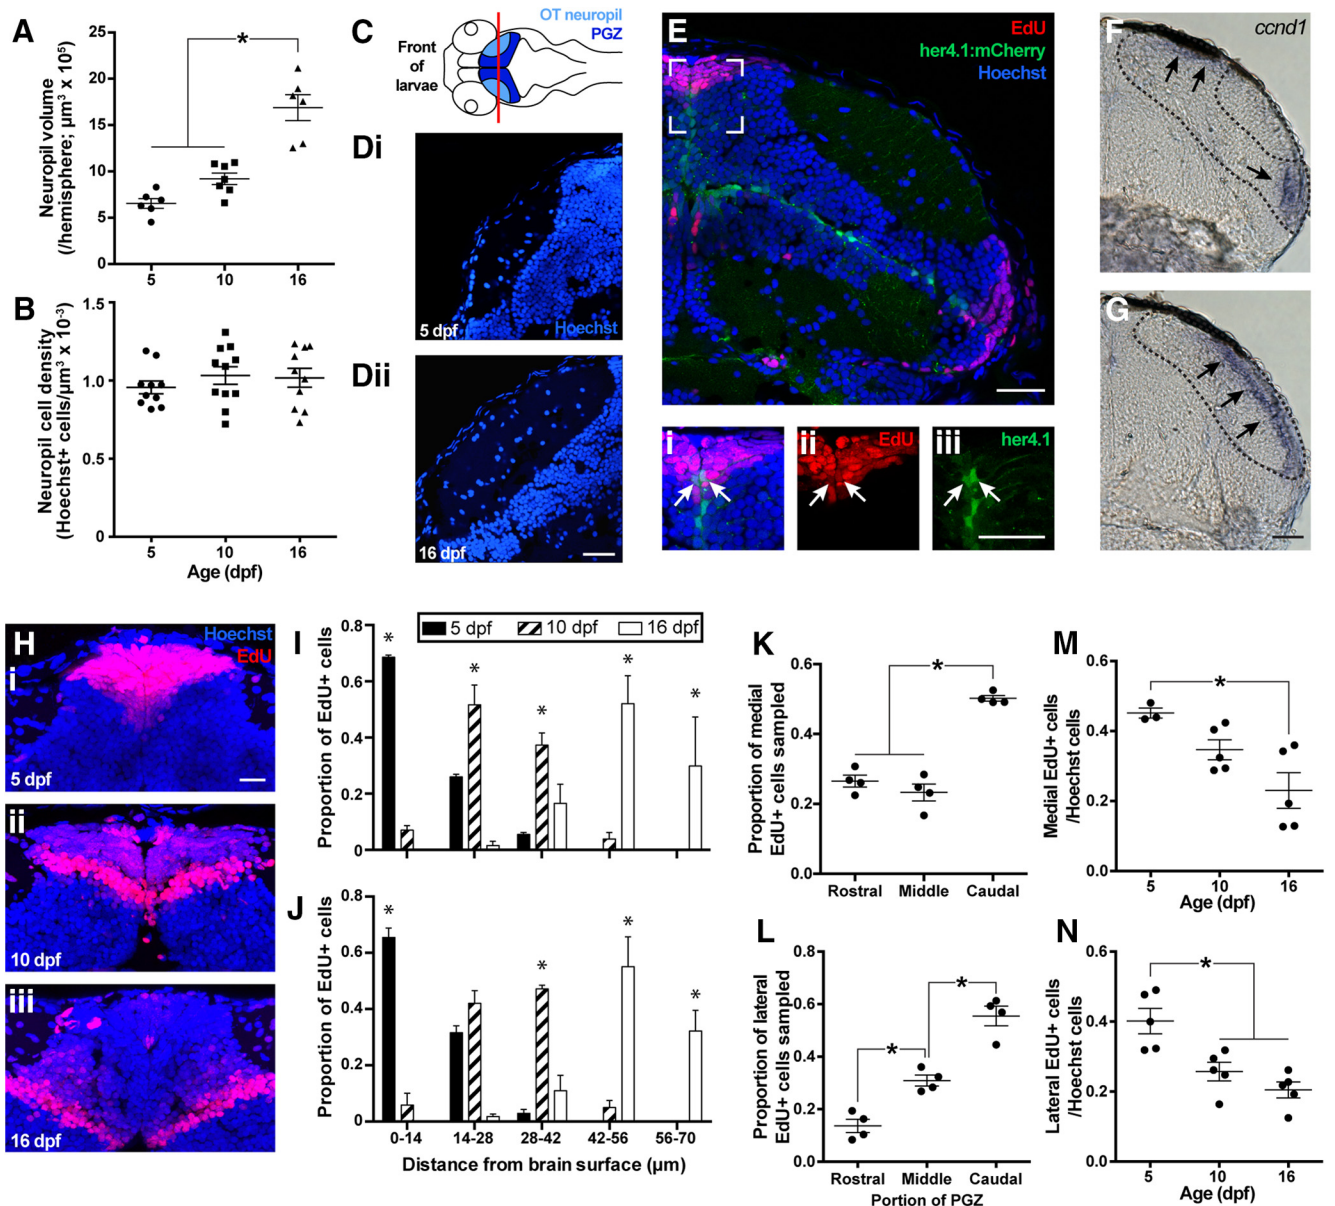 A
Neuropil volume
(/hemisphere; µm³ x 10⁵)
25
20
15
10
5
0
*
5
10
16
B
Neuropil cell density
(Hoechst+ cells/µm³ x 10⁻³)
1.5
1.0
0.5
0
5
10
16
Age (dpf)
C
OT neuropil
PGZ
Front
of
larvae
Di
5 dpf
Hoechst
Dii
16 dpf
E
EdU
her4.1:mCherry
Hoechst
i
ii
EdU
iii
her4.1
F
ccnd1
G
H
Hoechst
EdU
i
5 dpf
ii
10 dpf
iii
16 dpf
I
5 dpf
10 dpf
16 dpf
Proportion of EdU+ cells
0.8
0.6
0.4
0.2
0
*
*
*
*
*
J
Proportion of EdU+ cells
0.8
0.6
0.4
0.2
0
*
*
*
*
0-14
14-28
28-42
42-56
56-70
Distance from brain surface (µm)
K
Proportion of medial
EdU+ cells sampled
0.6
0.4
0.2
0.0
*
Rostral
Middle
Caudal
L
Proportion of lateral
EdU+ cells sampled
0.8
0.6
0.4
0.2
0.0
*
*
Rostral
Middle
Caudal
Portion of PGZ
M
Medial EdU+ cells
/Hoechst cells
0.6
0.4
0.2
0.0
*
5
10
16
Age (dpf)
N
Lateral EdU+ cells
/Hoechst cells
0.6
0.4
0.2
0.0
*
5
10
16
Age (dpf)